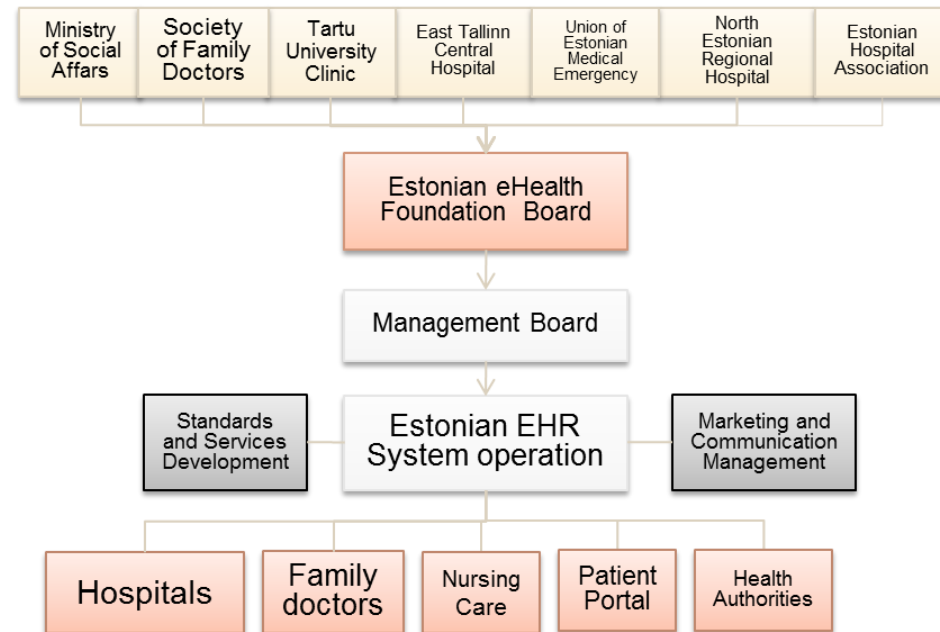 Ministry
of Social
Affars
Society
of Family
Doctors
Tartu
University
Clinic
East Tallinn
Central
Hospital
Union of
Estonian
Medical
Emergency
North
Estonian
Regional
Hospital
Estonian
Hospital
Association
Estonian eHealth
Foundation Board
Management Board
Standards
and Services
Development
Estonian EHR
System operation
Marketing and
Communication
Management
Hospitals
Family
doctors
Nursing
Care
Patient
Portal
Health
Authorities